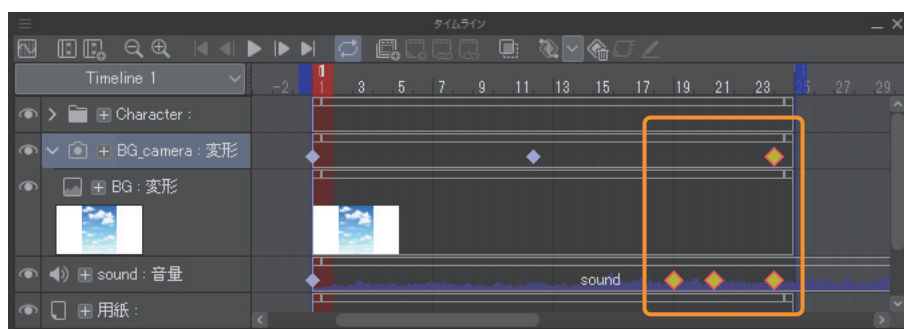 タイムライン
Timeline 1
-2 1 3 5 7 9 11 13 15 17 19 21 23 25 27 29
Character :
BG_camera : 変形
BG : 変形
sound : 音量 sound
用紙 :